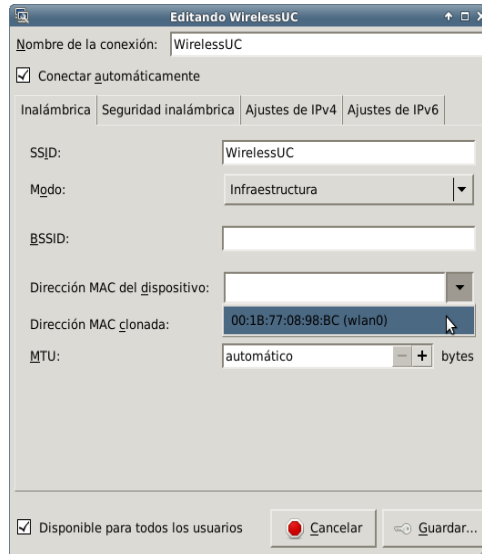 Editando WirelessUC
Nombre de la conexión: WirelessUC
Conectar automáticamente
Inalámbrica Seguridad inalámbrica Ajustes de IPv4 Ajustes de IPv6
SSID: WirelessUC
Modo: Infraestructura
BSSID:
Dirección MAC del dispositivo:
00:1B:77:08:98:BC (wlan0)
Dirección MAC clonada:
MTU: automático − + bytes
Disponible para todos los usuarios Cancelar Guardar...